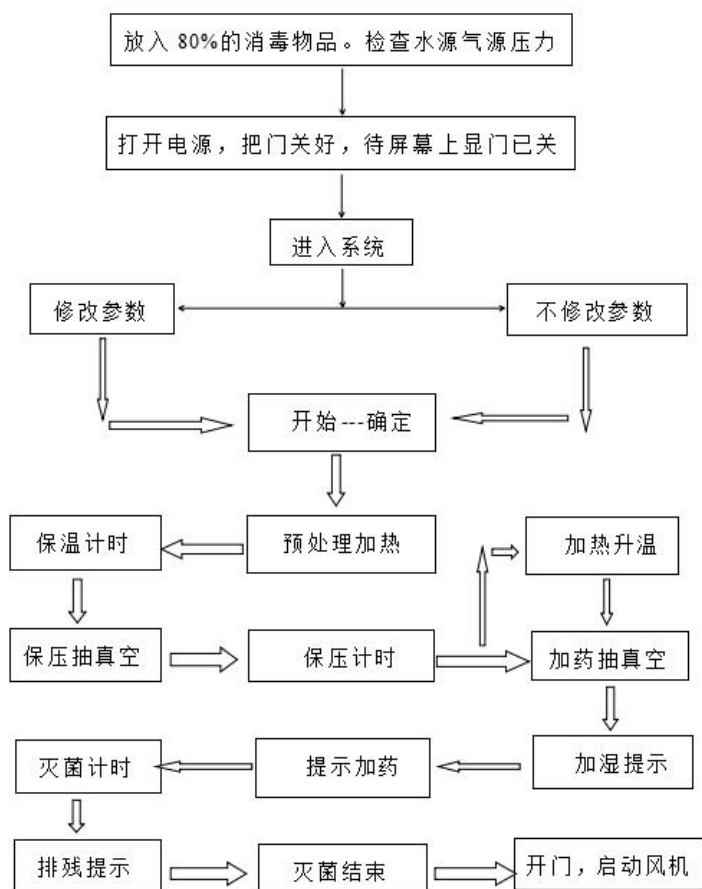 放入 80%的消毒物品。检查水源气源压力
打开电源，把门关好，待屏幕上显门已关
进入系统
修改参数
不修改参数
开始---确定
保温计时
预处理加热
加热升温
保压抽真空
保压计时
加药抽真空
灭菌计时
提示加药
加湿提示
排残提示
灭菌结束
开门，启动风机